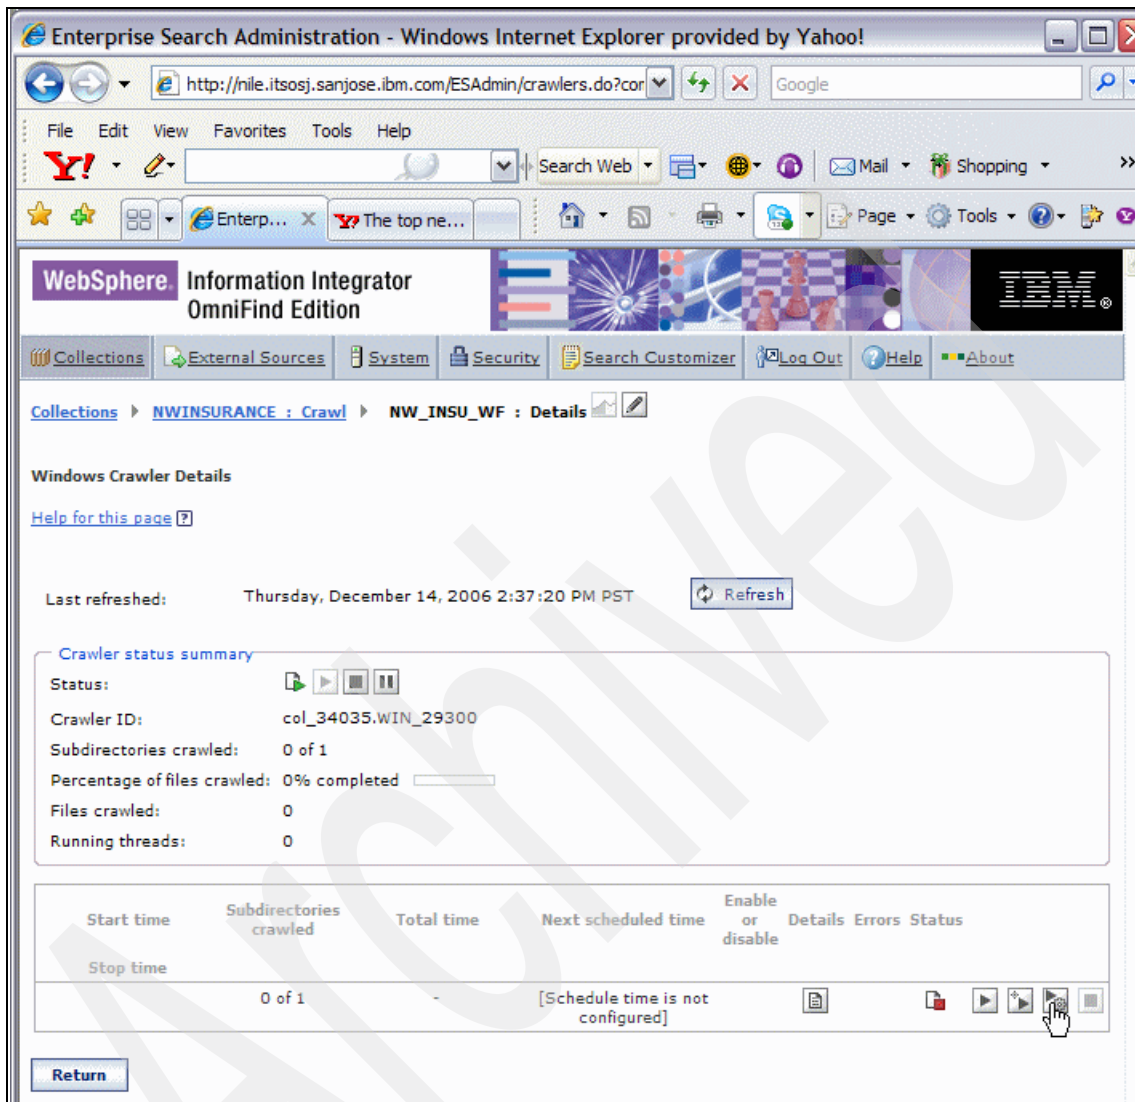 Enterprise Search Administration - Windows Internet Explorer provided by Yahoo!
http://nile.itsosj.sanjose.ibm.com/ESAdmin/crawlers.do?cor
Google
File Edit View Favorites Tools Help
Y! Search Web Mail Shopping »
Enterp... X Y? The top ne... Page Tools
WebSphere. Information Integrator
OmniFind Edition
IBM®
Collections External Sources System Security Search Customizer Log Out Help About
Collections NWINSURANCE : Crawl NW_INSU_WF : Details
Windows Crawler Details
Help for this page ?
Last refreshed: Thursday, December 14, 2006 2:37:20 PM PST Refresh
Crawler status summary
Status:
Crawler ID: col_34035.WIN_29300
Subdirectories crawled: 0 of 1
Percentage of files crawled: 0% completed
Files crawled: 0
Running threads: 0
Start time Subdirectories crawled Total time Next scheduled time Enable or disable Details Errors Status
Stop time
0 of 1 - [Schedule time is not configured]
Return
Archived